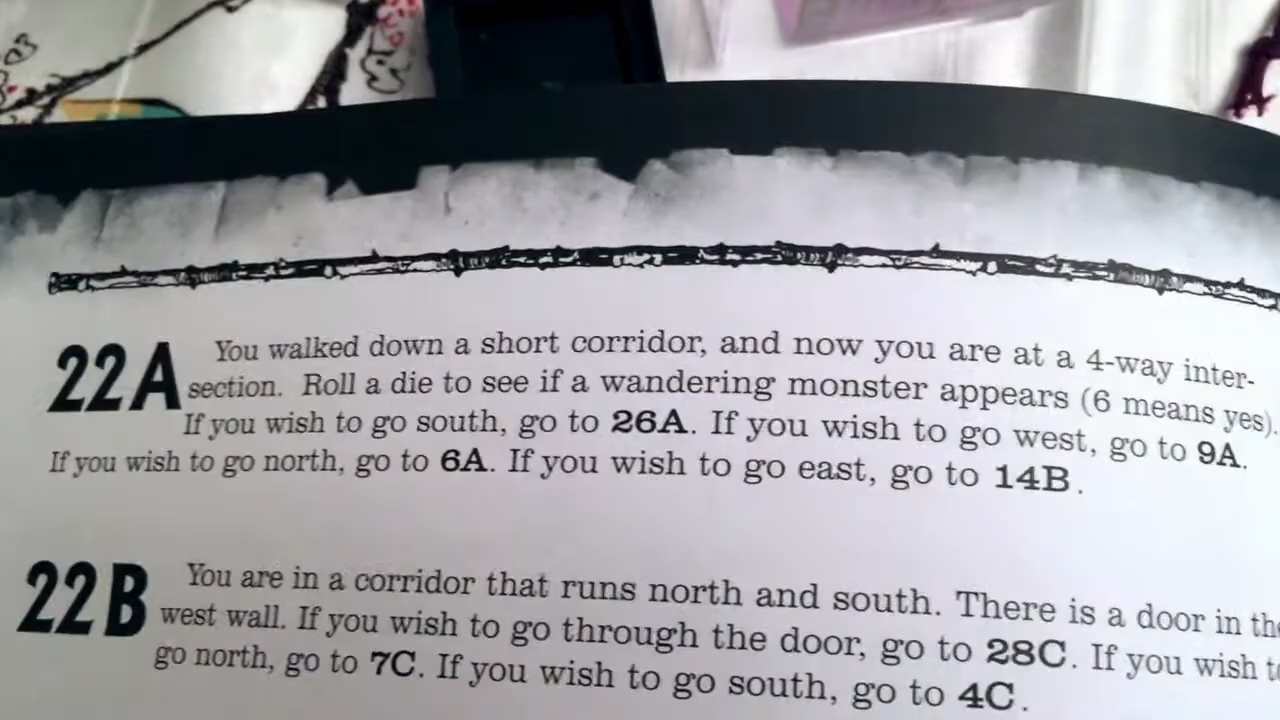 22A You walked down a short corridor, and now you are at a 4-way inter-
section. Roll a die to see if a wandering monster appears (6 means yes).
If you wish to go south, go to 26A. If you wish to go west, go to 9A.
If you wish to go north, go to 6A. If you wish to go east, go to 14B.
22B You are in a corridor that runs north and south. There is a door in the
west wall. If you wish to go through the door, go to 28C. If you wish to
go north, go to 7C. If you wish to go south, go to 4C.